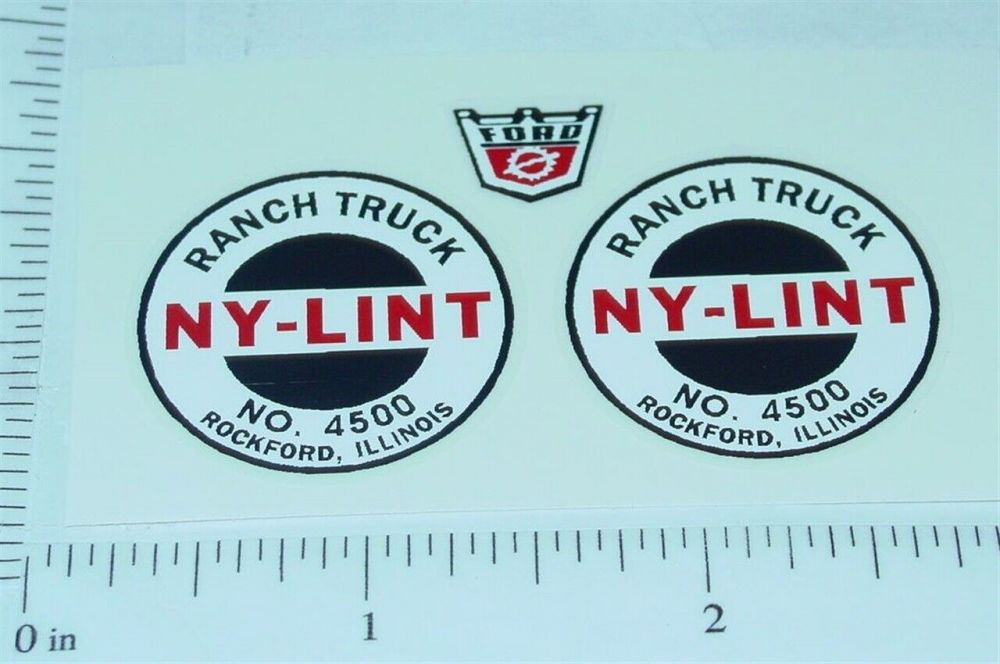 FORD
RANCH TRUCK
NY-LINT
NO. 4500
ROCKFORD, ILLINOIS
RANCH TRUCK
NY-LINT
NO. 4500
ROCKFORD, ILLINOIS
0 in 1 2